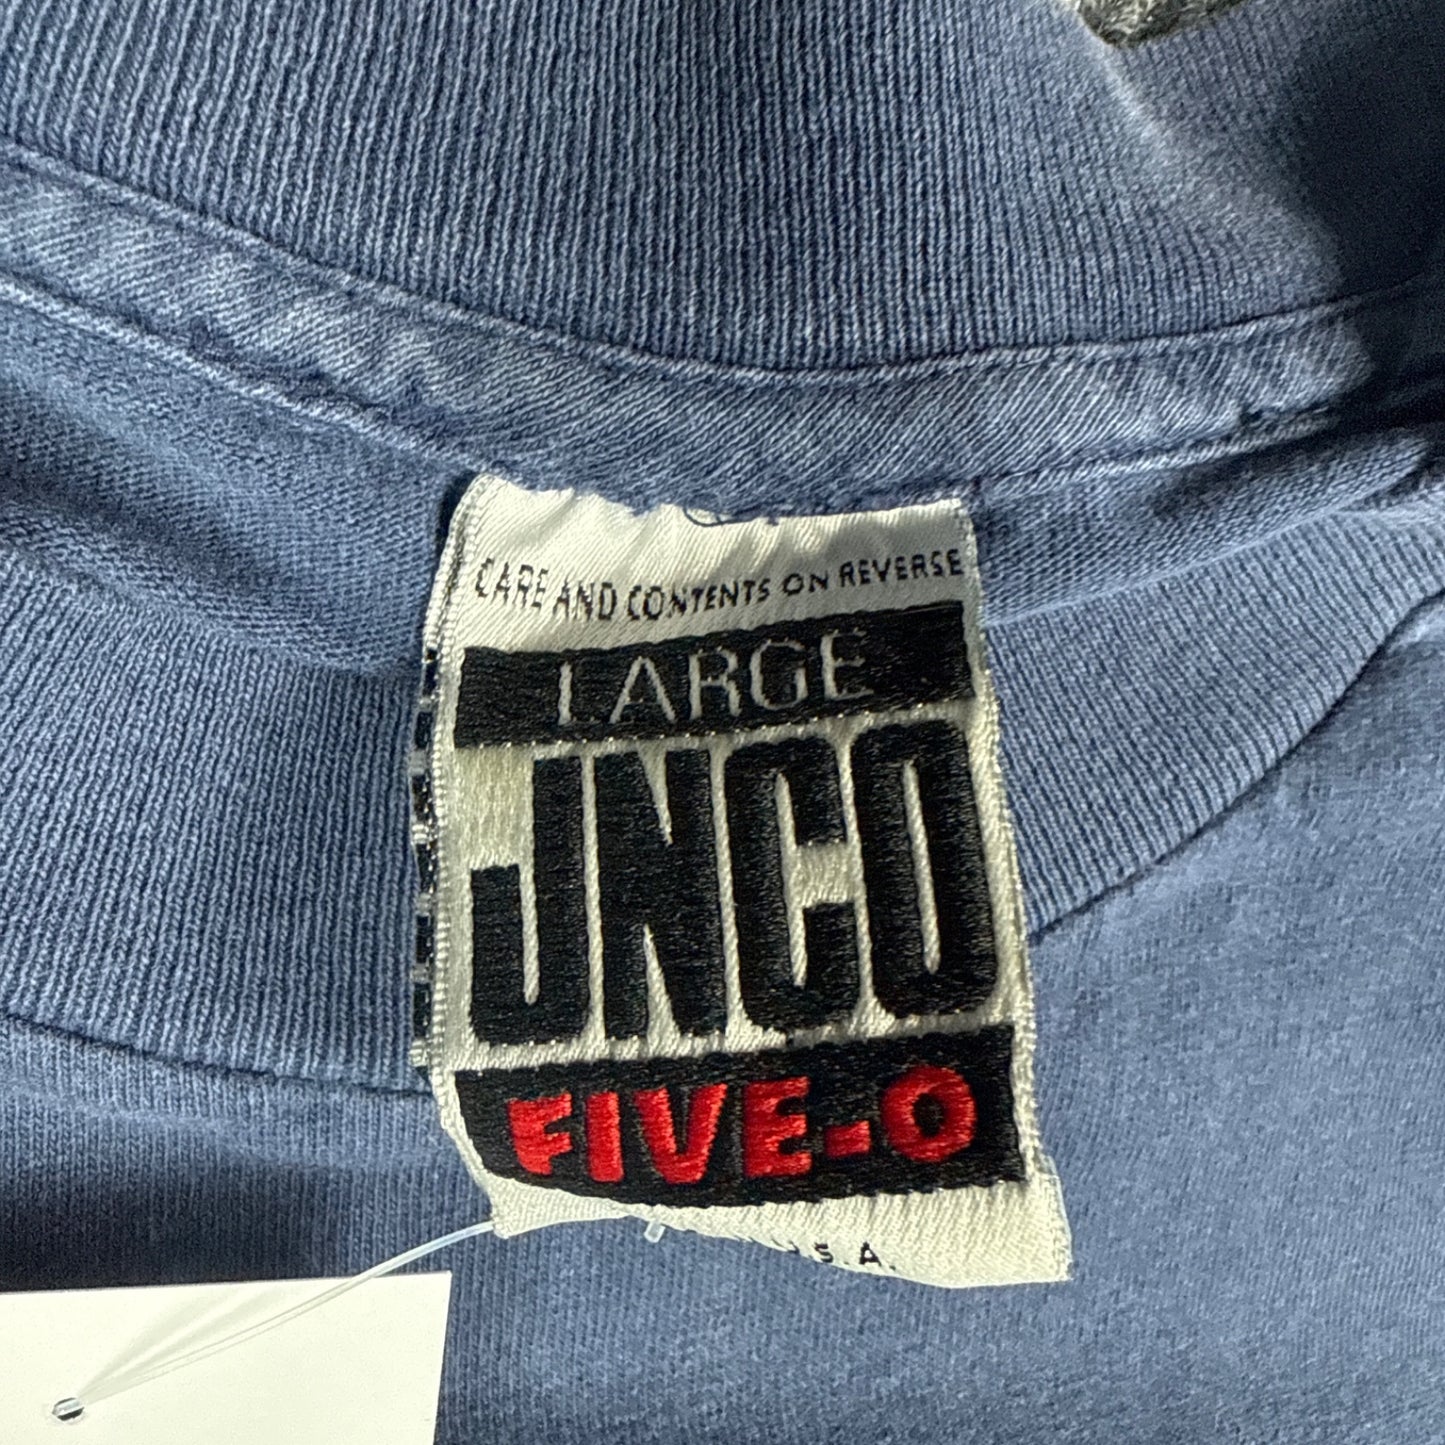 CARE AND CONTENTS ON REVERSE
LARGE
JNCO
FIVE-O
U.S.A.